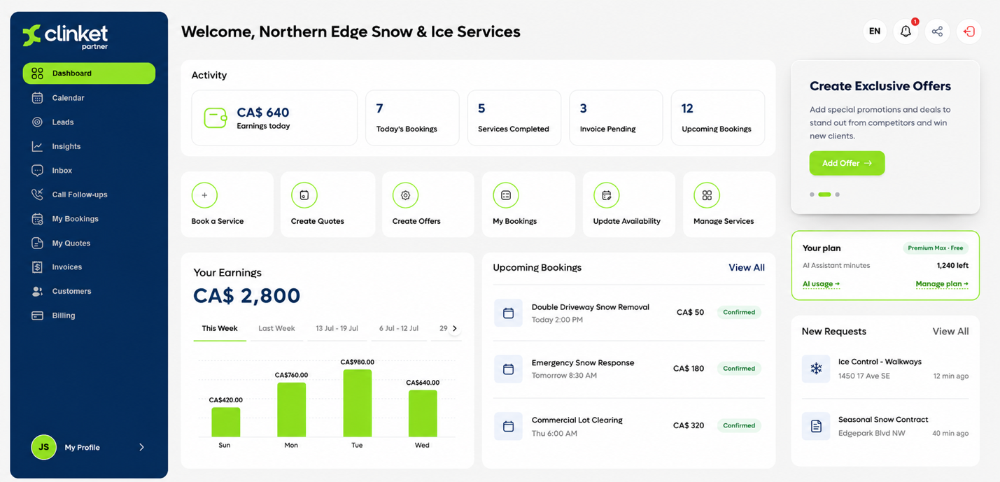 clinket
partner
Dashboard
Calendar
Leads
Insights
Inbox
Call Follow-ups
My Bookings
My Quotes
Invoices
Customers
Billing
JS
My Profile
Welcome, Northern Edge Snow & Ice Services
EN
1
Activity
CA$ 640
Earnings today
7
Today's Bookings
5
Services Completed
3
Invoice Pending
12
Upcoming Bookings
Book a Service
Create Quotes
Create Offers
My Bookings
Update Availability
Manage Services
Your Earnings
CA$ 2,800
This Week
Last Week
13 Jul - 19 Jul
6 Jul - 12 Jul
29
CA$420.00
CA$760.00
CA$980.00
CA$640.00
Sun
Mon
Tue
Wed
Upcoming Bookings
View All
Double Driveway Snow Removal
Today 2:00 PM
CA$ 50
Confirmed
Emergency Snow Response
Tomorrow 8:30 AM
CA$ 180
Confirmed
Commercial Lot Clearing
Thu 6:00 AM
CA$ 320
Confirmed
Create Exclusive Offers
Add special promotions and deals to
stand out from competitors and win
new clients.
Add Offer →
Your plan
Premium Max · Free
AI Assistant minutes
1,240 left
AI usage →
Manage plan →
New Requests
View All
Ice Control - Walkways
1450 17 Ave SE
12 min ago
Seasonal Snow Contract
Edgepark Blvd NW
40 min ago